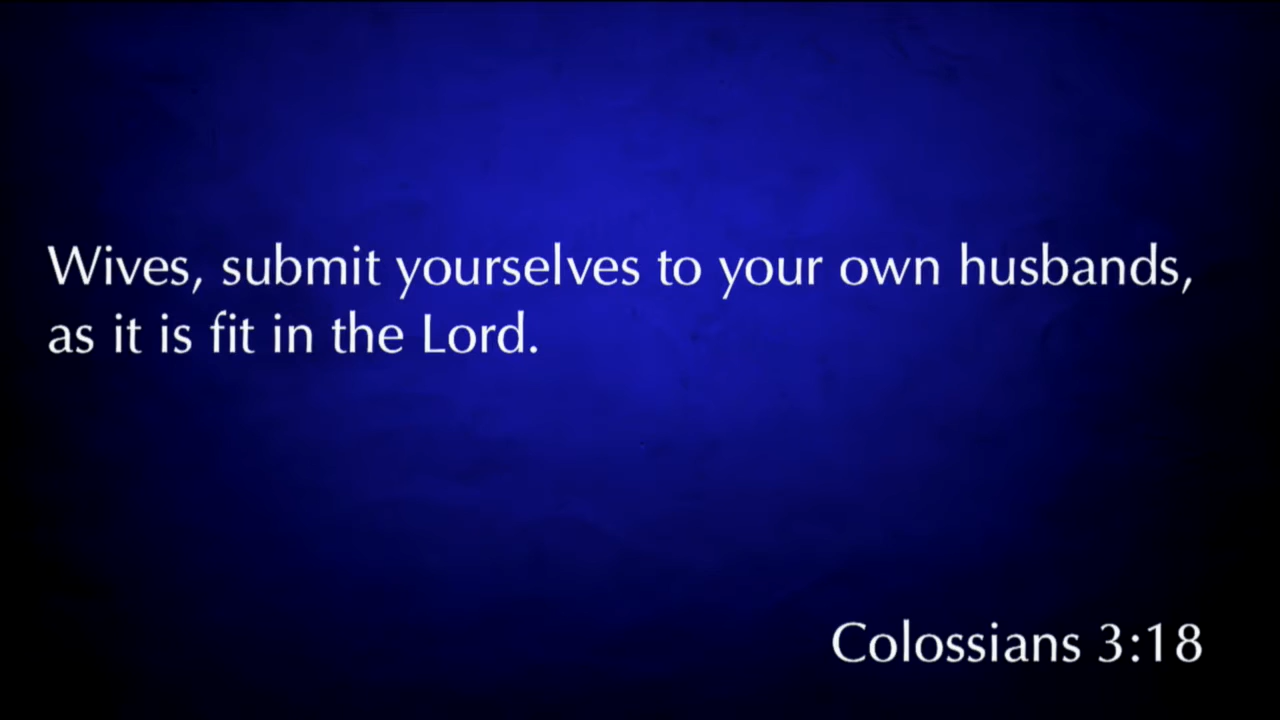 Wives, submit yourselves to your own husbands,
as it is fit in the Lord.
Colossians 3:18